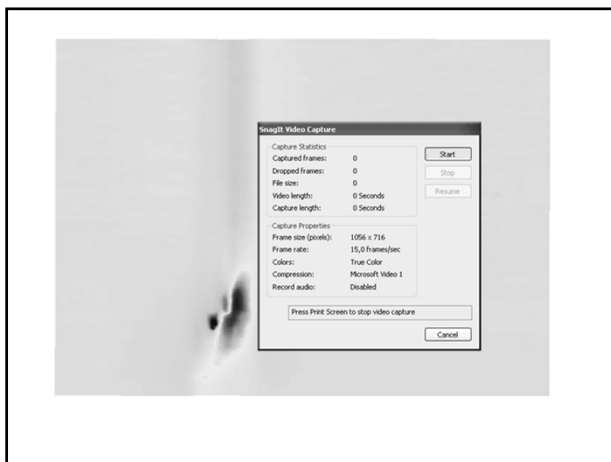 SnagIt Video Capture
Capture Statistics
Captured frames: 0
Dropped frames: 0
File size: 0
Video length: 0 Seconds
Capture length: 0 Seconds
Start
Stop
Resume
Capture Properties
Frame size (pixels): 1056 x 716
Frame rate: 15,0 frames/sec
Colors: True Color
Compression: Microsoft Video 1
Record audio: Disabled
Press Print Screen to stop video capture
Cancel